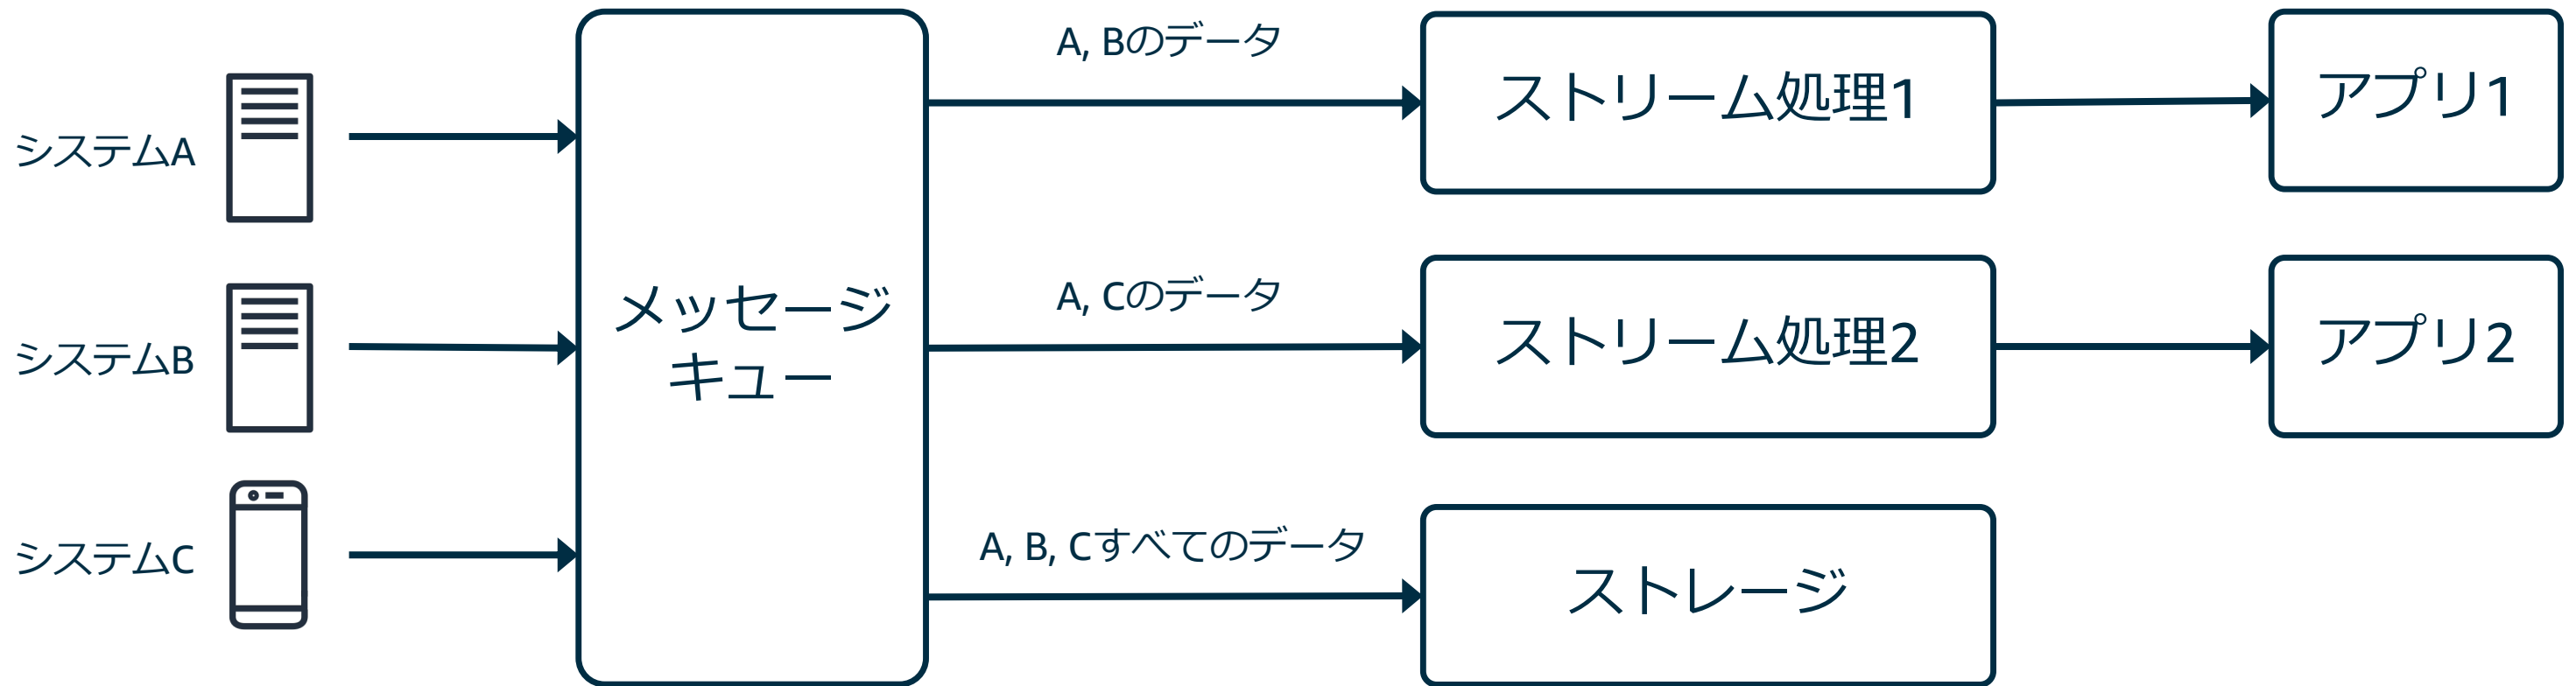 システムA
システムB
システムC
メッセージ
キュー
A, Bのデータ
A, Cのデータ
A, B, Cすべてのデータ
ストリーム処理1
ストリーム処理2
ストレージ
アプリ1
アプリ2